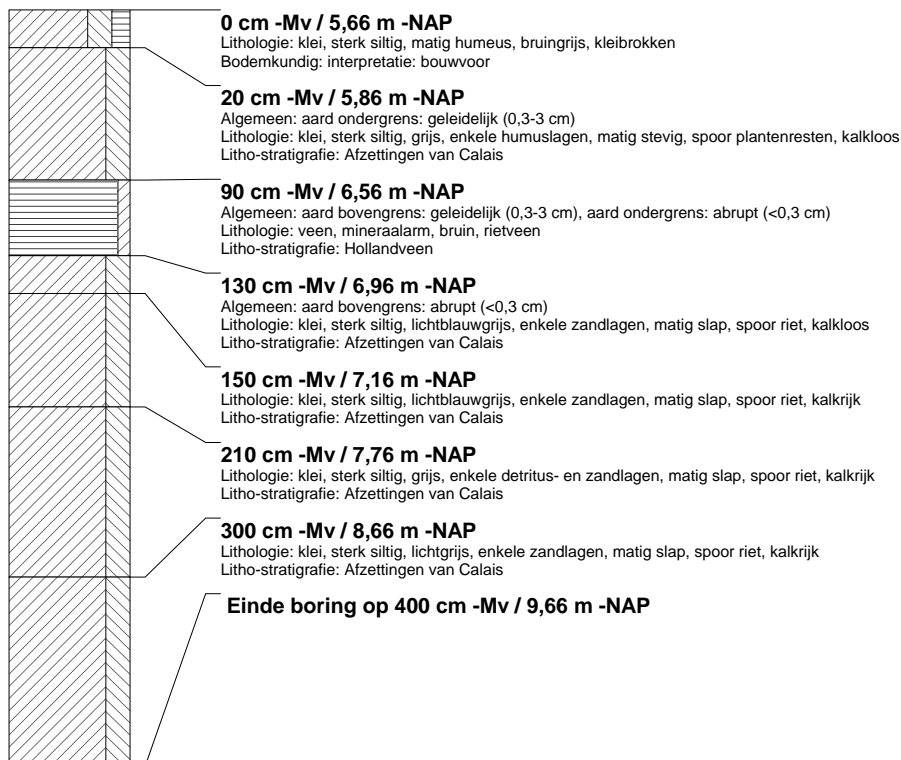 0 cm -Mv / 5,66 m -NAP
Lithologie: klei, sterk siltig, matig humeus, bruingrijs, kleibrokken
Bodemkundig: interpretatie: bouwvoor
20 cm -Mv / 5,86 m -NAP
Algemeen: aard ondergrens: geleidelijk (0,3-3 cm)
Lithologie: klei, sterk siltig, grijs, enkele humuslagen, matig stevig, spoor plantenresten, kalkloos
Litho-stratigrafie: Afzettingen van Calais
90 cm -Mv / 6,56 m -NAP
Algemeen: aard bovengrens: geleidelijk (0,3-3 cm), aard ondergrens: abrupt (<0,3 cm)
Lithologie: veen, mineraalarm, bruin, rietveen
Litho-stratigrafie: Hollandveen
130 cm -Mv / 6,96 m -NAP
Algemeen: aard bovengrens: abrupt (<0,3 cm)
Lithologie: klei, sterk siltig, lichtblauwgrijs, enkele zandlagen, matig slap, spoor riet, kalkloos
Litho-stratigrafie: Afzettingen van Calais
150 cm -Mv / 7,16 m -NAP
Lithologie: klei, sterk siltig, lichtblauwgrijs, enkele zandlagen, matig slap, spoor riet, kalkrijk
Litho-stratigrafie: Afzettingen van Calais
210 cm -Mv / 7,76 m -NAP
Lithologie: klei, sterk siltig, grijs, enkele detritus- en zandlagen, matig slap, spoor riet, kalkrijk
Litho-stratigrafie: Afzettingen van Calais
300 cm -Mv / 8,66 m -NAP
Lithologie: klei, sterk siltig, lichtgrijs, enkele zandlagen, matig slap, spoor riet, kalkrijk
Litho-stratigrafie: Afzettingen van Calais
Einde boring op 400 cm -Mv / 9,66 m -NAP